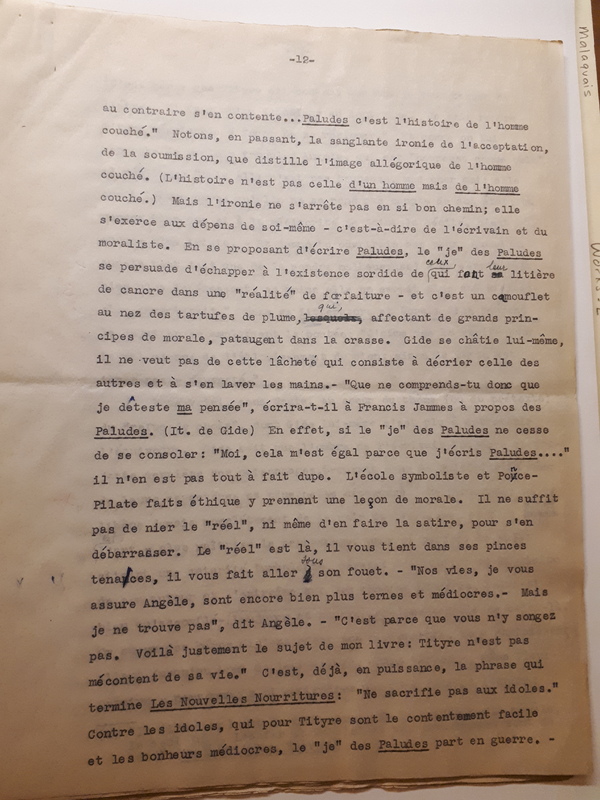 -12-
au contraire s'en contente...Paludes c'est l'histoire de l'homme
couché." Notons, en passant, la sanglante ironie de l'acceptation,
de la soumission, que distille l'image allégorique de l'homme
couché. (L'histoire n'est pas celle d'un homme mais de l'homme
couché.) Mais l'ironie ne s'arrête pas en si bon chemin; elle
s'exerce aux dépens de soi-même - c'est-à-dire de l'écrivain et du
moraliste. En se proposant d'écrire Paludes, le "je" des Paludes
se persuade d'échapper à l'existence sordide de ceux qui font leur litière
de cancre dans une "réalité" de forfaiture - et c'est un camouflet
au nez des tartufes de plume, qui, affectant de grands prin-
cipes de morale, pataugent dans la crasse. Gide se châtie lui-même,
il ne veut pas de cette lâcheté qui consiste à décrier celle des
autres et à s'en laver les mains.- "Que ne comprends-tu donc que
je déteste ma pensée", écrira-t-il à Francis Jammes à propos des
Paludes. (It. de Gide) En effet, si le "je" des Paludes ne cesse
de se consoler: "Moi, cela m'est égal parce que j'écris Paludes...."
il n'en est pas tout à fait dupe. L'école symboliste et Ponce-
Pilate faits éthique y prennent une leçon de morale. Il ne suffit
pas de nier le "réel", ni même d'en faire la satire, pour s'en
débarrasser. Le "réel" est là, il vous tient dans ses pinces
tenaces, il vous fait aller sous son fouet. - "Nos vies, je vous
assure Angèle, sont encore bien plus ternes et médiocres.- Mais
je ne trouve pas", dit Angèle. - "C'est parce que vous n'y songez
pas. Voilà justement le sujet de mon livre: Tityre n'est pas
mécontent de sa vie." C'est, déjà, en puissance, la phrase qui
termine Les Nouvelles Nourritures: "Ne sacrifie pas aux idoles."
Contre les idoles, qui pour Tityre sont le contentement facile
et les bonheurs médiocres, le "je" des Paludes part en guerre. -
Malaquais